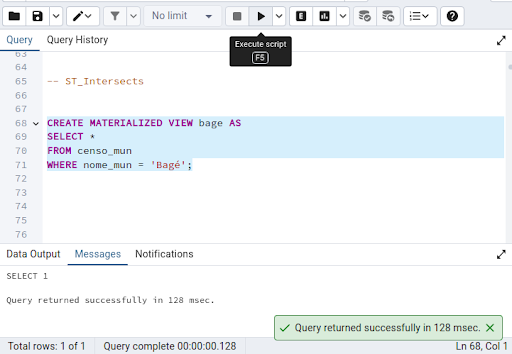 No limit
E
Query
Query History
Execute script
F5
63
64
65 -- ST_Intersects
66
67
68 CREATE MATERIALIZED VIEW bage AS
69 SELECT *
70 FROM censo_mun
71 WHERE nome_mun = 'Bagé';
72
73
74
75
76
Data Output Messages Notifications
SELECT 1
Query returned successfully in 128 msec.
Query returned successfully in 128 msec.
Total rows: 1 of 1 Query complete 00:00:00.128 Ln 68, Col 1